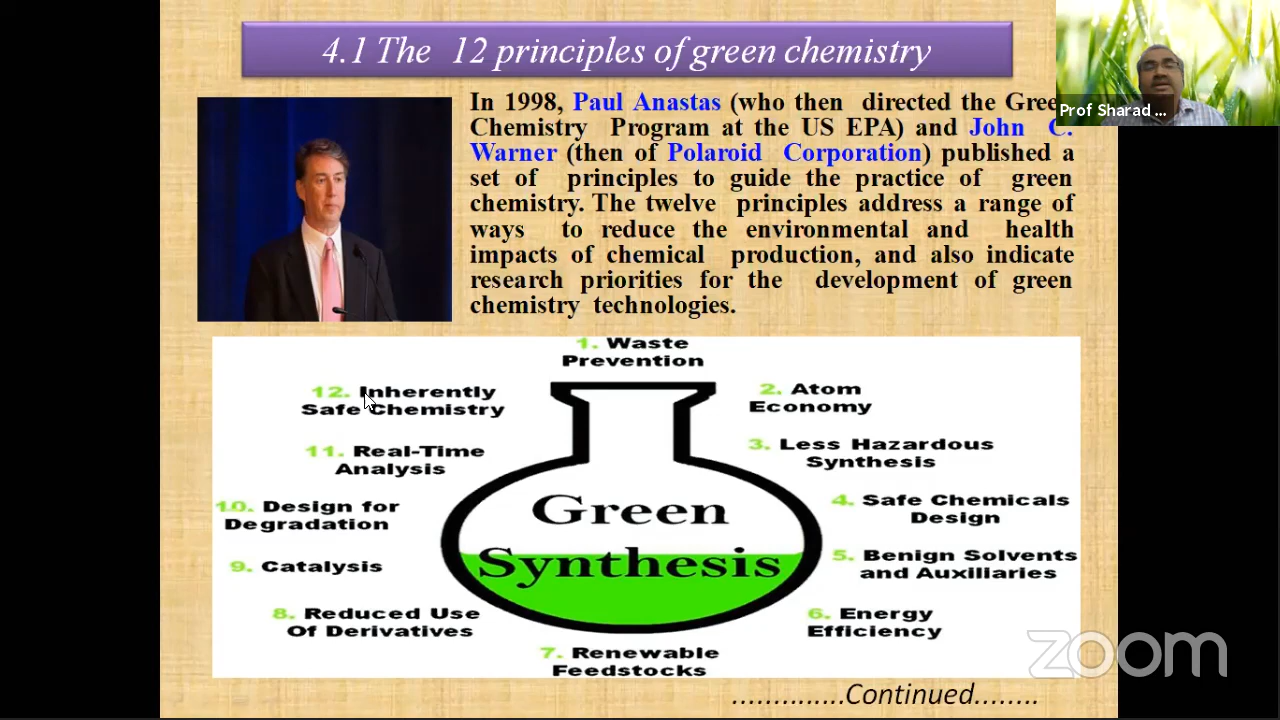 4.1 The 12 principles of green chemistry
Prof Sharad ...
In 1998, Paul Anastas (who then directed the Green
Chemistry Program at the US EPA) and John C.
Warner (then of Polaroid Corporation) published a
set of principles to guide the practice of green
chemistry. The twelve principles address a range of
ways to reduce the environmental and health
impacts of chemical production, and also indicate
research priorities for the development of green
chemistry technologies.
1. Waste
Prevention
2. Atom
Economy
3. Less Hazardous
Synthesis
4. Safe Chemicals
Design
5. Benign Solvents
and Auxiliaries
6. Energy
Efficiency
7. Renewable
Feedstocks
8. Reduced Use
Of Derivatives
9. Catalysis
10. Design for
Degradation
11. Real-Time
Analysis
12. Inherently
Safe Chemistry
Green
Synthesis
zoom
..............Continued........